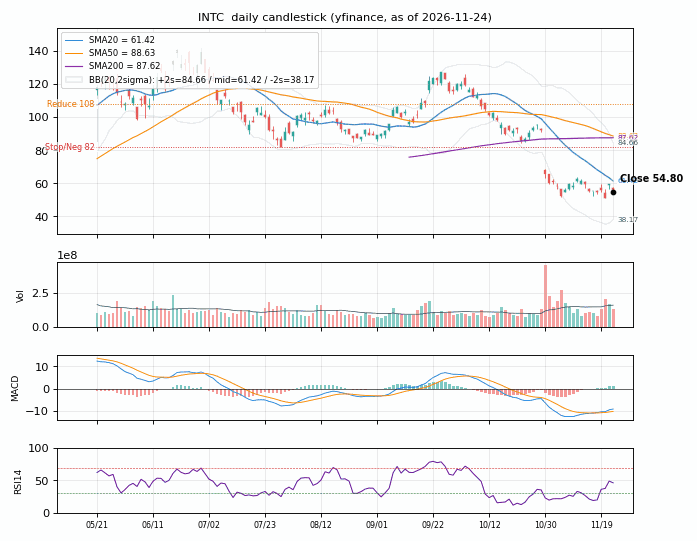 INTC  daily candlestick (yfinance, as of 2026-11-24)
SMA20 = 61.42
SMA50 = 88.63
SMA200 = 87.62
BB(20,2sigma): +2s=84.66 / mid=61.42 / -2s=38.17
140
120
100
80
60
40
Reduce 108
Stop/Neg 82
87.62
84.66
Close 54.80
38.17
1e8
Vol
2.5
0.0
MACD
10
0
−10
RSI14
100
50
0
05/21
06/11
07/02
07/23
08/12
09/01
09/22
10/12
10/30
11/19